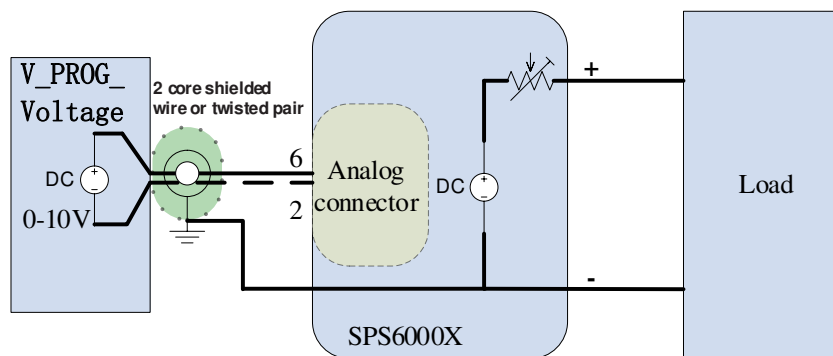 V_PROG_
Voltage
2 core shielded
wire or twisted pair
DC
+
−
0-10V
6
2
Analog
connector
DC
+
−
+
-
SPS6000X
Load